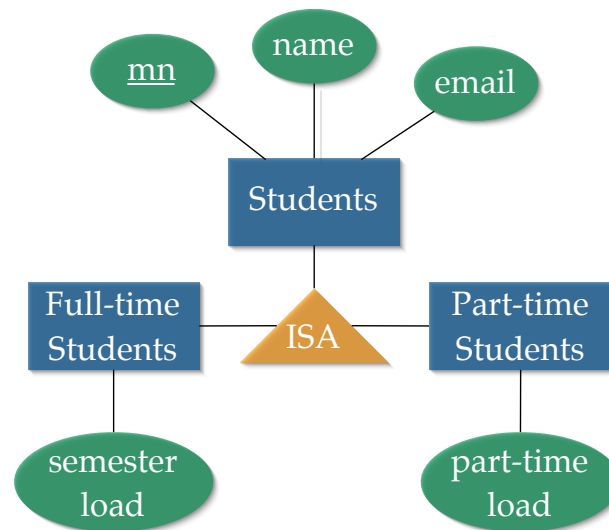 mn
name
email
Students
Full-time
Students
ISA
Part-time
Students
semester
load
part-time
load